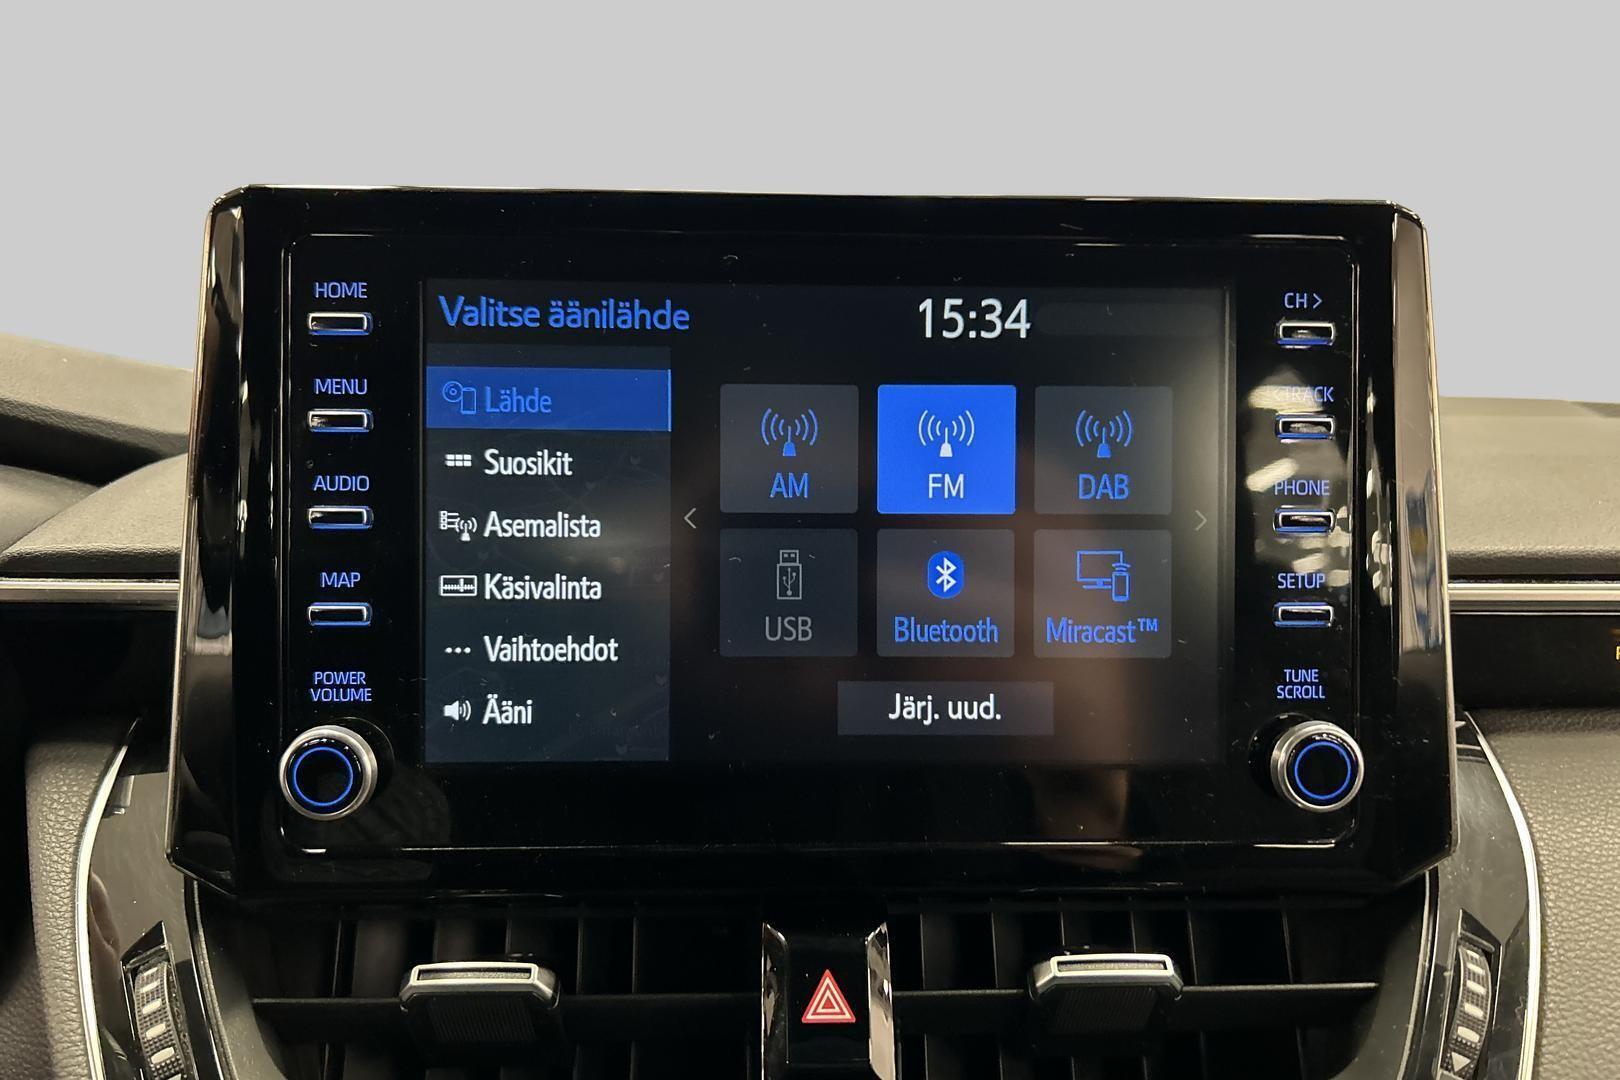 HOME
MENU
AUDIO
MAP
POWER
VOLUME
Valitse äänilähde
15:34
Lähde
Suosikit
Asemalista
Käsivalinta
Vaihtoehdot
Ääni
AM
FM
DAB
USB
Bluetooth
Miracast™
Järj. uud.
CH >
< TRACK
PHONE
SETUP
TUNE
SCROLL